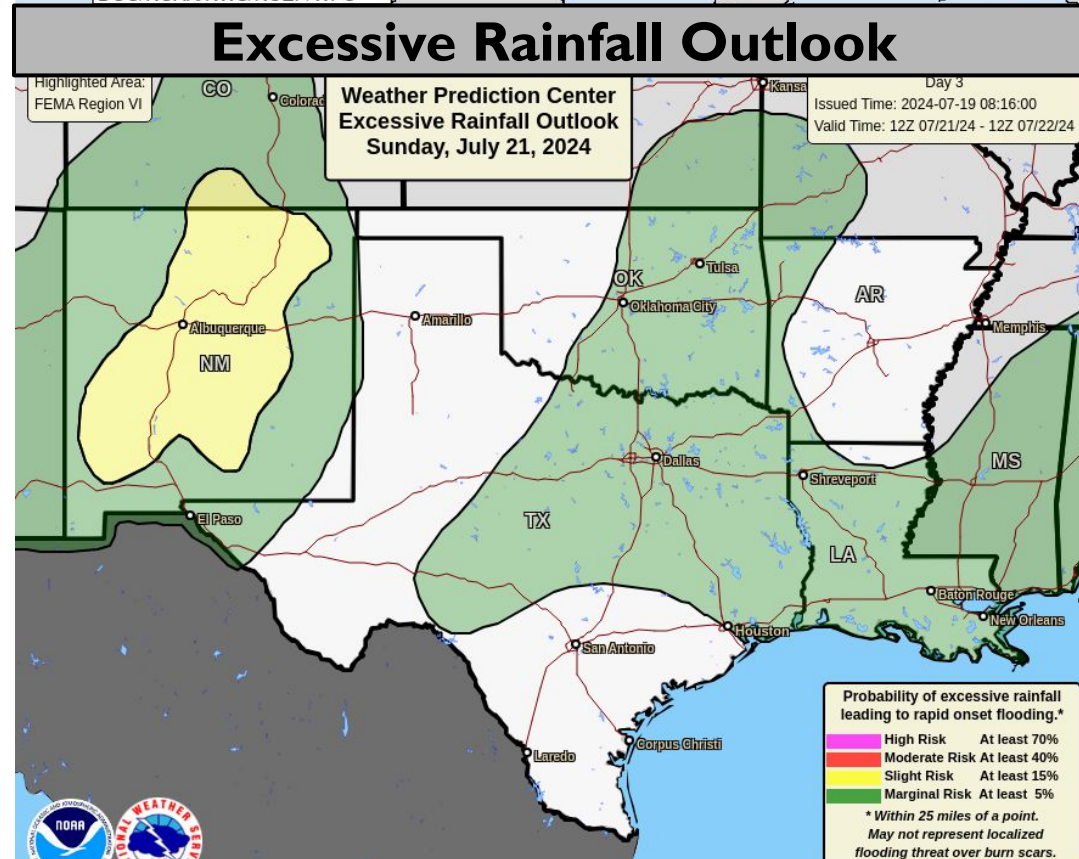 Excessive Rainfall Outlook
Highlighted Area:
FEMA Region VI
Weather Prediction Center
Excessive Rainfall Outlook
Sunday, July 21, 2024
Day 3
Issued Time: 2024-07-19 08:16:00
Valid Time: 12Z 07/21/24 - 12Z 07/22/24
CO
Colorad
Kansa
Tulsa
OK
Oklahoma City
AR
Amarillo
Albuquerque
Memphis
NM
Dallas
MS
Shreveport
El Paso
TX
LA
Baton Rouge
New Orleans
Houston
San Antonio
Corpus Christi
Laredo
Probability of excessive rainfall
leading to rapid onset flooding.*
High Risk At least 70%
Moderate Risk At least 40%
Slight Risk At least 15%
Marginal Risk At least 5%
* Within 25 miles of a point.
May not represent localized
flooding threat over burn scars.
NOAA
WEATHER